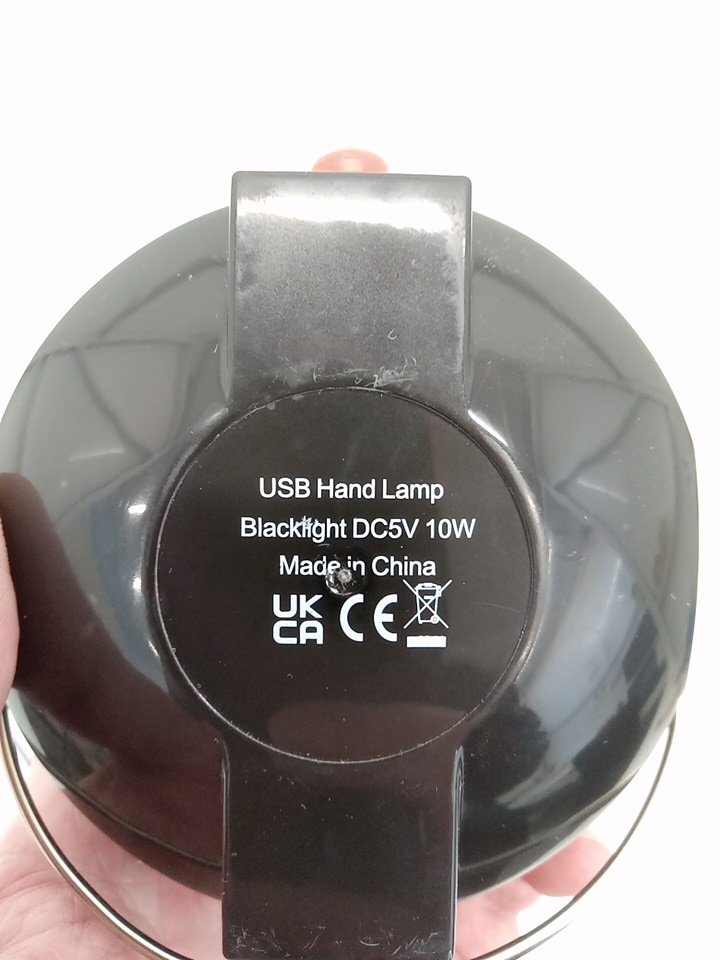 USB Hand Lamp
Blacklight DC5V 10W
Made in China
UK
CA CE